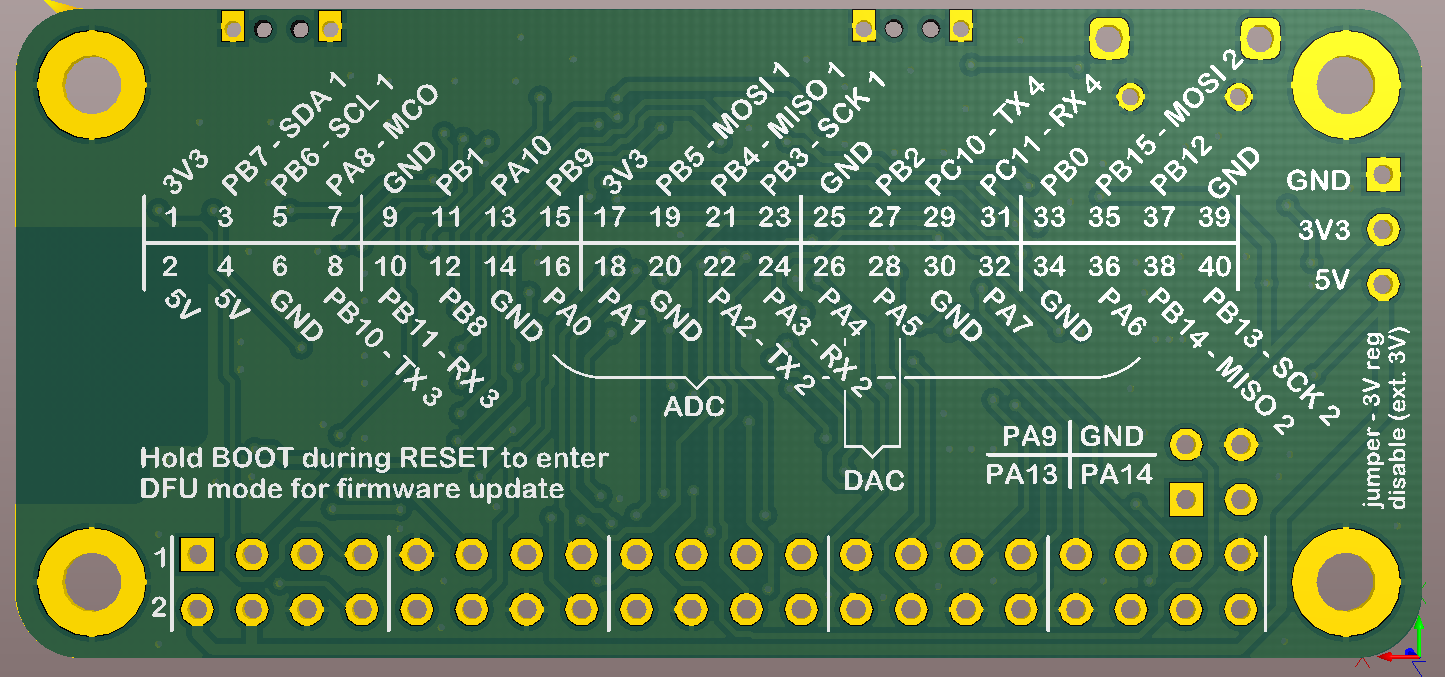 3V3 PB7 - SDA 1 PB6 - SCL 1 PA8 - MCO GND PB1 PA10 PB9 3V3 PB5 - MOSI 1 PB4 - MISO 1 PB3 - SCK 1 GND PB2 PC10 - TX 4 PC11 - RX 4 PB0 PB15 - MOSI 2 PB12 GND
1 3 5 7 9 11 13 15 17 19 21 23 25 27 29 31 33 35 37 39
2 4 6 8 10 12 14 16 18 20 22 24 26 28 30 32 34 36 38 40
5V 5V GND PB10 - TX 3 PB11 - RX 3 PB8 GND PA0 PA1 GND PA2 - TX 2 PA3 - RX 2 PA4 PA5 GND PA7 GND PA6 PB14 - MISO 2 PB13 - SCK 2
GND
3V3
5V
ADC
DAC
PA9 GND
PA13 PA14
jumper - 3V reg
disable (ext. 3V)
Hold BOOT during RESET to enter
DFU mode for firmware update
1
2